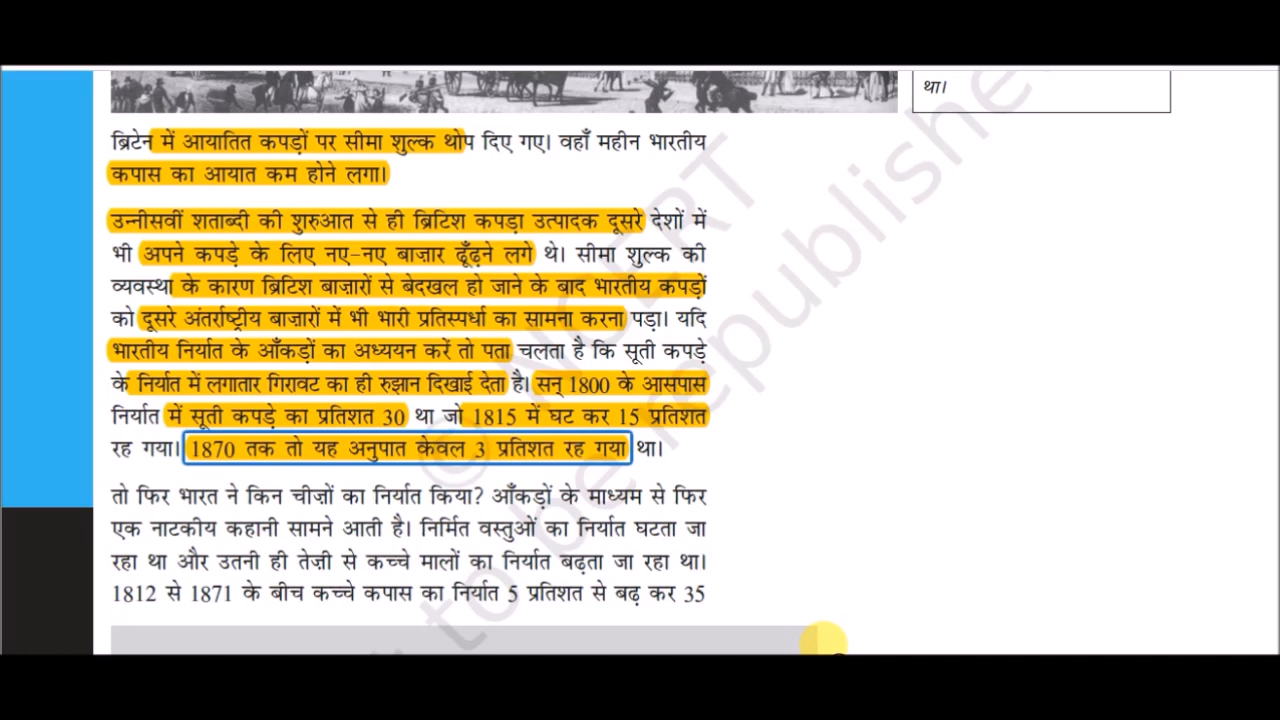 था।
ब्रिटेन में आयातित कपड़ों पर सीमा शुल्क थोप दिए गए। वहाँ महीन भारतीय
कपास का आयात कम होने लगा।
उन्नीसवीं शताब्दी की शुरुआत से ही ब्रिटिश कपड़ा उत्पादक दूसरे देशों में
भी अपने कपड़े के लिए नए-नए बाज़ार ढूँढ़ने लगे थे। सीमा शुल्क की
व्यवस्था के कारण ब्रिटिश बाज़ारों से बेदखल हो जाने के बाद भारतीय कपड़ों
को दूसरे अंतर्राष्ट्रीय बाज़ारों में भी भारी प्रतिस्पर्धा का सामना करना पड़ा। यदि
भारतीय निर्यात के आँकड़ों का अध्ययन करें तो पता चलता है कि सूती कपड़े
के निर्यात में लगातार गिरावट का ही रुझान दिखाई देता है। सन् 1800 के आसपास
निर्यात में सूती कपड़े का प्रतिशत 30 था जो 1815 में घट कर 15 प्रतिशत
रह गया। 1870 तक तो यह अनुपात केवल 3 प्रतिशत रह गया था।
तो फिर भारत ने किन चीज़ों का निर्यात किया? आँकड़ों के माध्यम से फिर
एक नाटकीय कहानी सामने आती है। निर्मित वस्तुओं का निर्यात घटता जा
रहा था और उतनी ही तेज़ी से कच्चे मालों का निर्यात बढ़ता जा रहा था।
1812 से 1871 के बीच कच्चे कपास का निर्यात 5 प्रतिशत से बढ़ कर 35
© NCERT
to be republishe